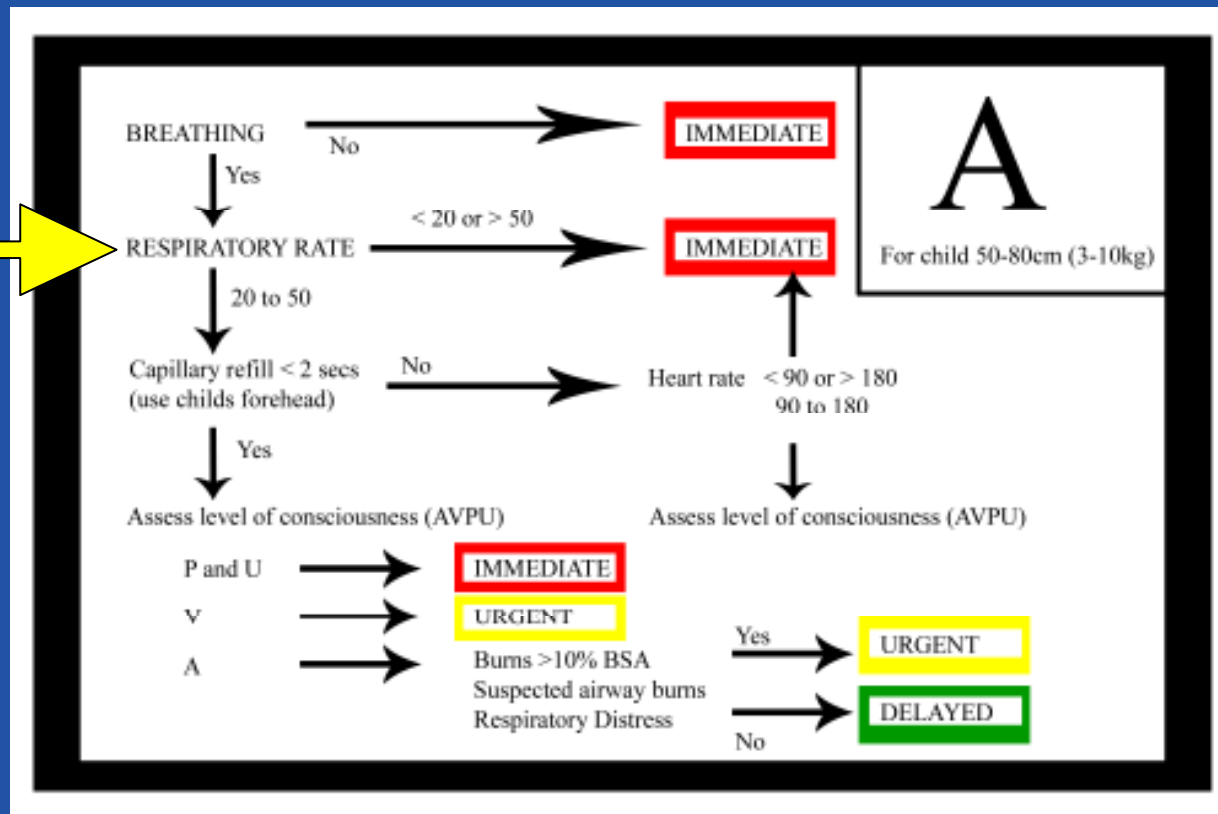 BREATHING
No
IMMEDIATE
A
For child 50-80cm (3-10kg)
Yes
RESPIRATORY RATE
< 20 or > 50
IMMEDIATE
20 to 50
Capillary refill < 2 secs
(use childs forehead)
No
Heart rate < 90 or > 180
90 to 180
Yes
Assess level of consciousness (AVPU)
Assess level of consciousness (AVPU)
P and U
IMMEDIATE
V
URGENT
A
Burns >10% BSA
Suspected airway burns
Respiratory Distress
Yes
URGENT
No
DELAYED